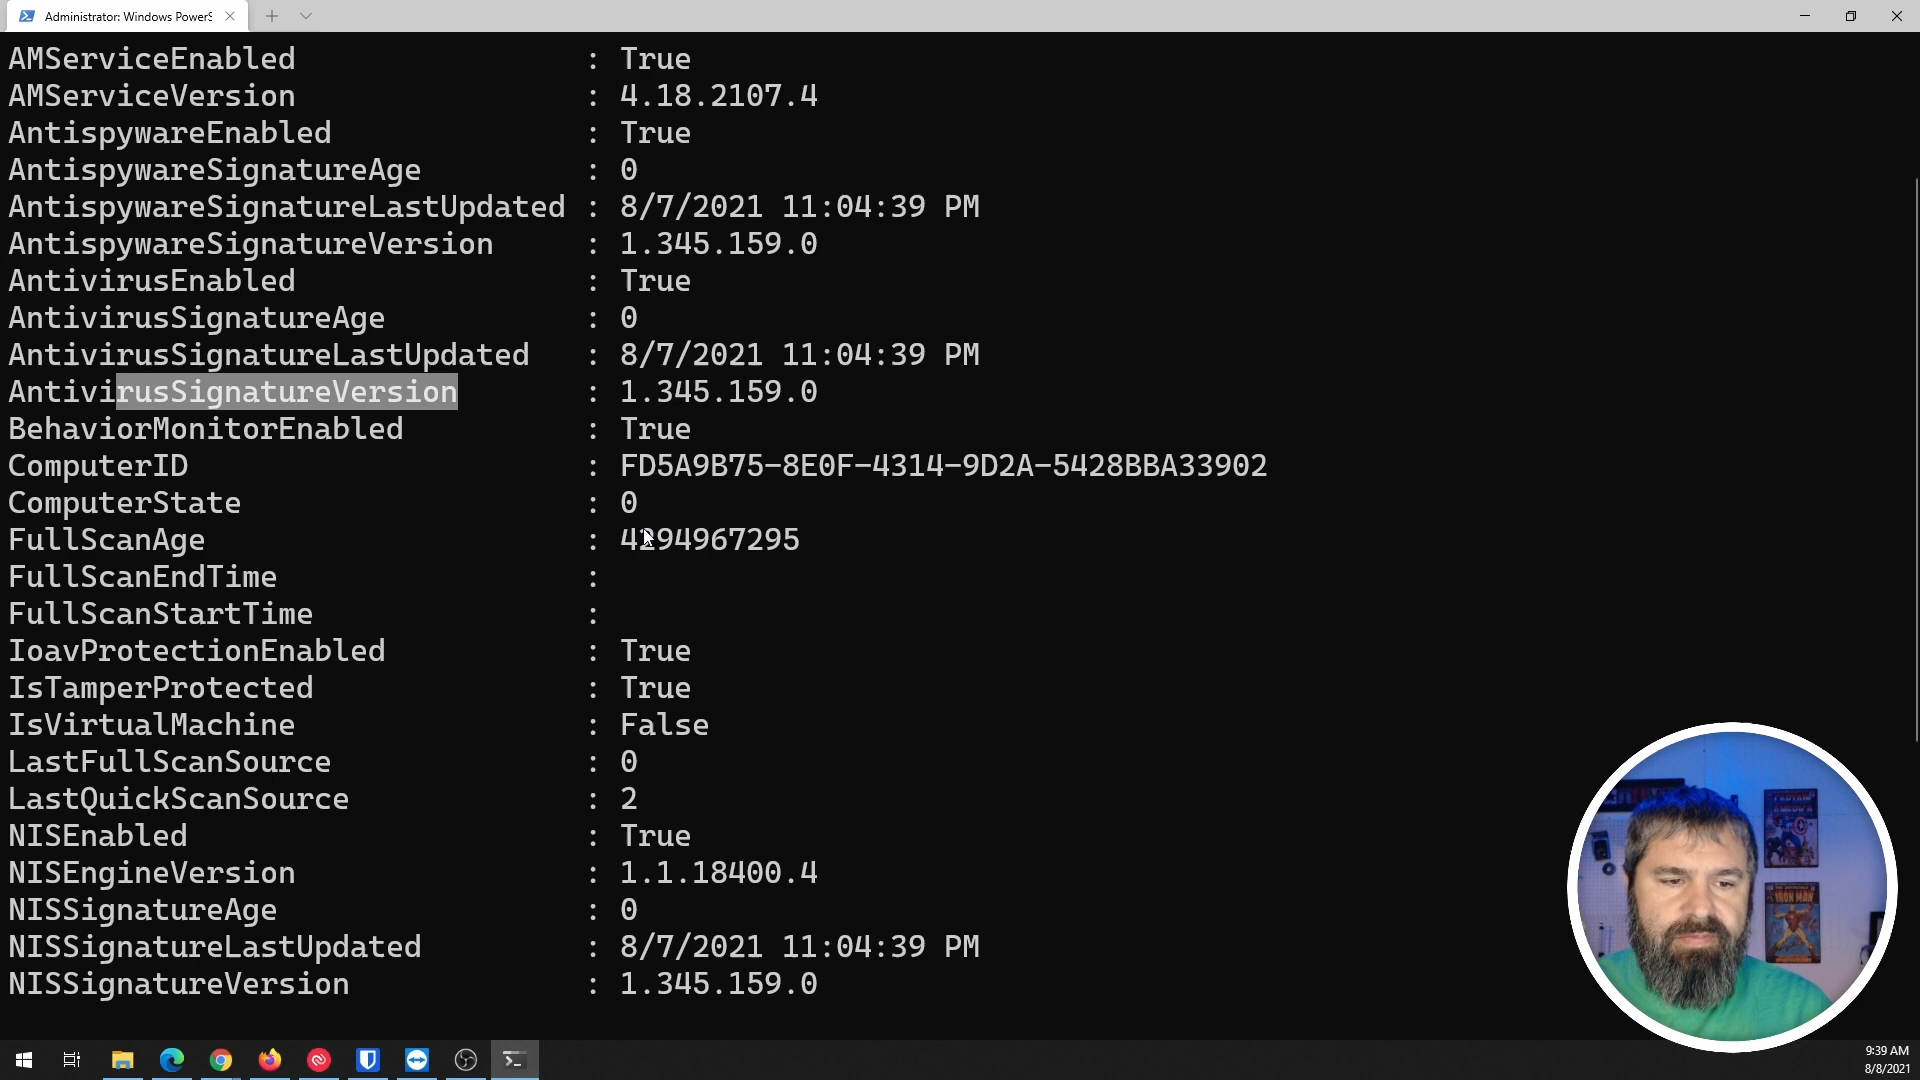 Administrator: Windows PowerS
AMServiceEnabled : True
AMServiceVersion : 4.18.2107.4
AntispywareEnabled : True
AntispywareSignatureAge : 0
AntispywareSignatureLastUpdated : 8/7/2021 11:04:39 PM
AntispywareSignatureVersion : 1.345.159.0
AntivirusEnabled : True
AntivirusSignatureAge : 0
AntivirusSignatureLastUpdated : 8/7/2021 11:04:39 PM
AntivirusSignatureVersion : 1.345.159.0
BehaviorMonitorEnabled : True
ComputerID : FD5A9B75-8E0F-4314-9D2A-5428BBA33902
ComputerState : 0
FullScanAge : 4294967295
FullScanEndTime :
FullScanStartTime :
IoavProtectionEnabled : True
IsTamperProtected : True
IsVirtualMachine : False
LastFullScanSource : 0
LastQuickScanSource : 2
NISEnabled : True
NISEngineVersion : 1.1.18400.4
NISSignatureAge : 0
NISSignatureLastUpdated : 8/7/2021 11:04:39 PM
NISSignatureVersion : 1.345.159.0
CAPTAIN AMERICA
IRON MAN
9:39 AM
8/8/2021